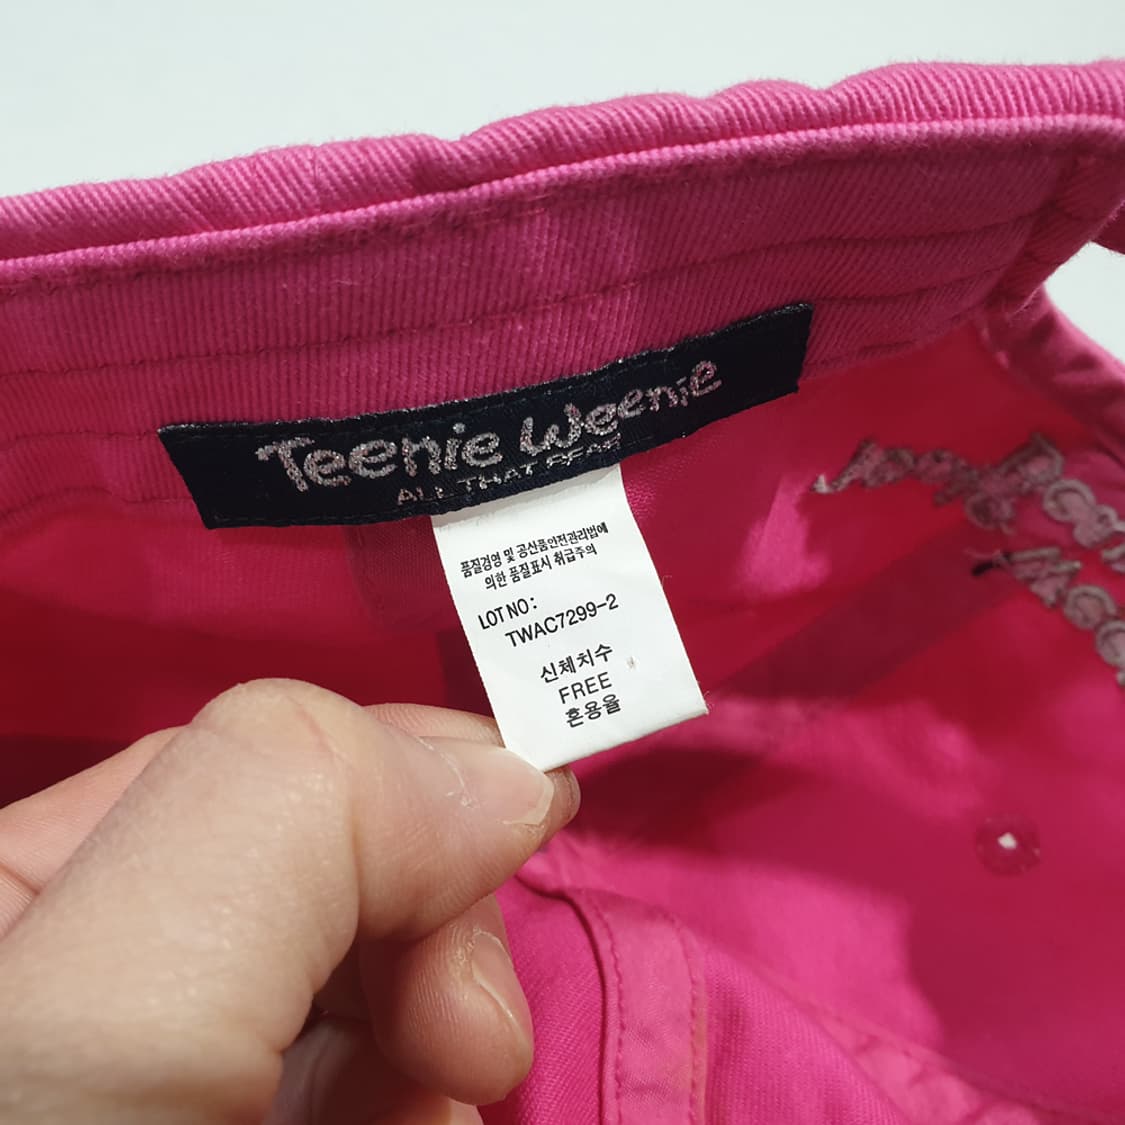 Teenie Weenie
ALL THAT BEAR
품질경영 및 공산품안전관리법에
의한 품질표시 취급주의
LOT NO:
TWAC7299-2
신체치수
FREE
혼용율